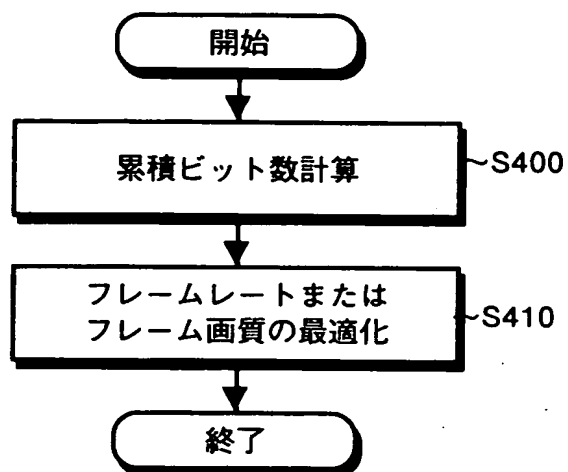 開始
累積ビット数計算
~S400
フレームレートまたは
フレーム画質の最適化
~S410
終了